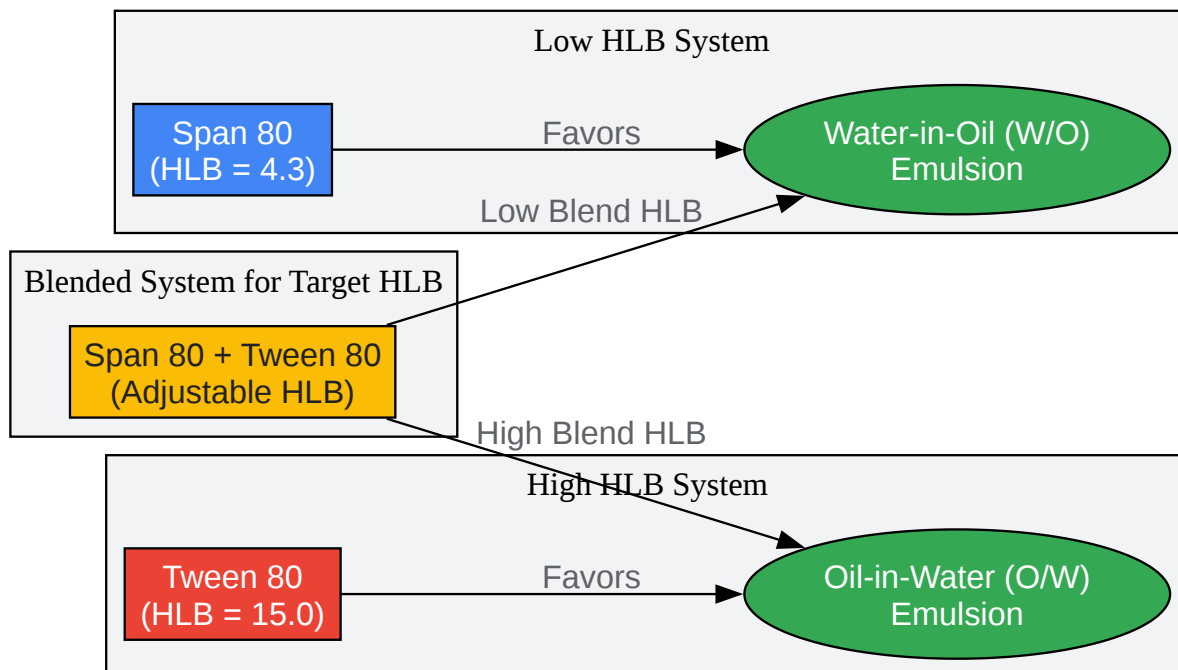 Low HLB System
Span 80
(HLB = 4.3)
Favors
Water-in-Oil (W/O)
Emulsion
Low Blend HLB
Blended System for Target HLB
Span 80 + Tween 80
(Adjustable HLB)
High Blend HLB
High HLB System
Tween 80
(HLB = 15.0)
Favors
Oil-in-Water (O/W)
Emulsion